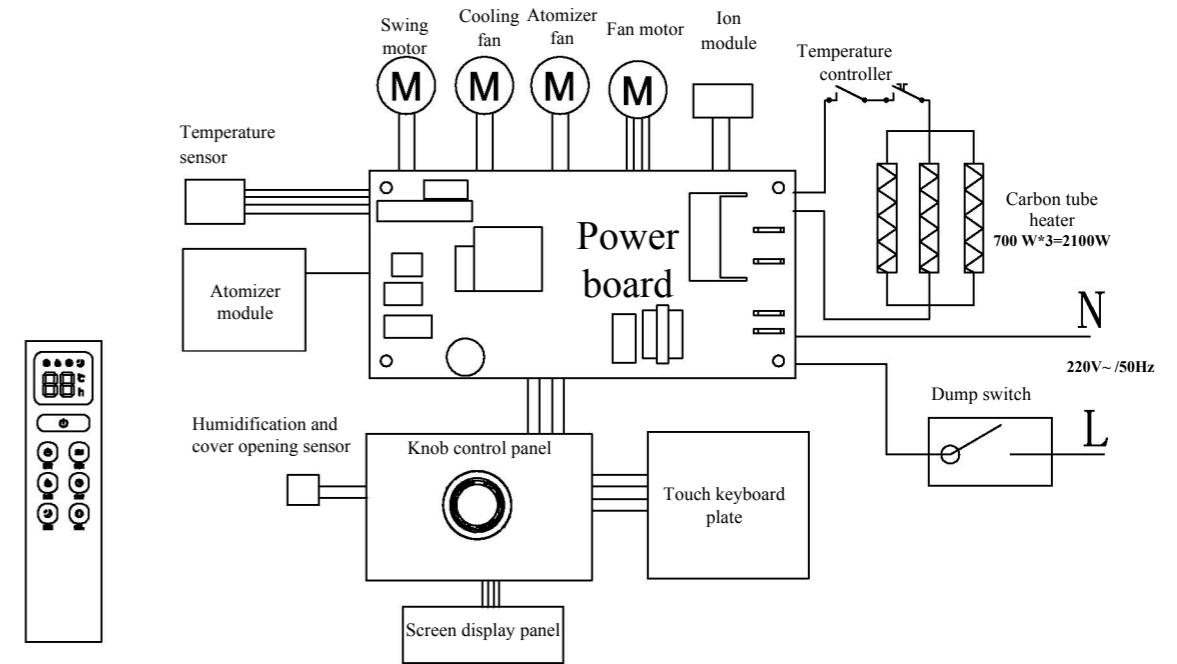 Swing
motor
Cooling
fan
Atomizer
fan
Fan motor
Ion
module
Temperature
controller
Temperature
sensor
M
M
M
M
Carbon tube
heater
700 W*3=2100W
Power
board
Atomizer
module
N
220V~ /50Hz
88
℃
h
Dump switch
L
Humidification and
cover opening sensor
Knob control panel
Touch keyboard
plate
Screen display panel